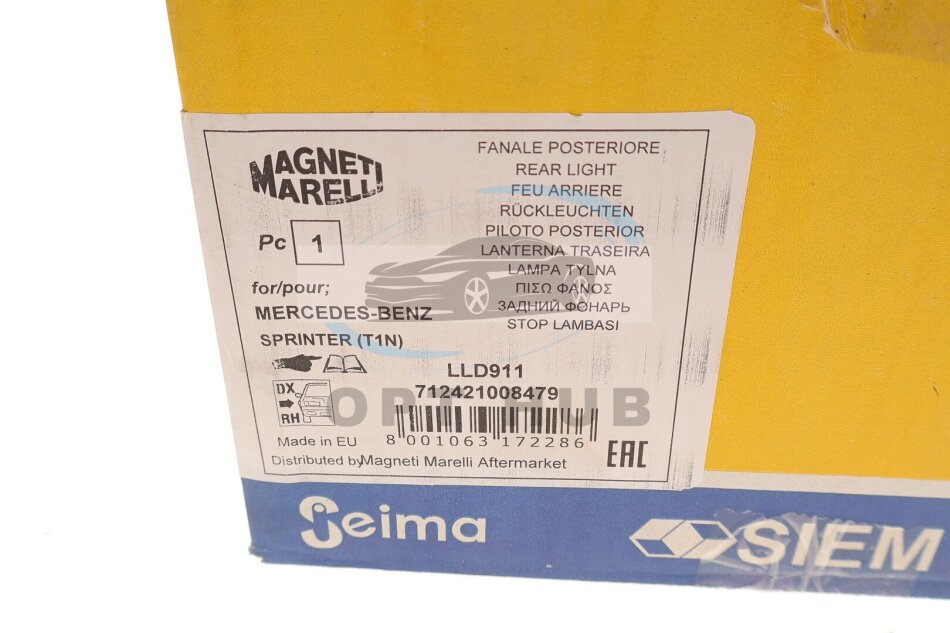 MAGNETI
MARELLI
Pc 1
for/pour;
MERCEDES-BENZ
SPRINTER (T1N)
FANALE POSTERIORE
REAR LIGHT
FEU ARRIERE
RÜCKLEUCHTEN
PILOTO POSTERIOR
LANTERNA TRASEIRA
LAMPA TYLNA
ΠΙΣΩ ΦΑΝΟΣ
ЗАДНИЙ ФОНАРЬ
STOP LAMBASI
LLD911
712421008479
DX
RH
OPT HUB
8 001063 172286
Made in EU
Distributed by Magneti Marelli Aftermarket
EAC
Seima
SIEM